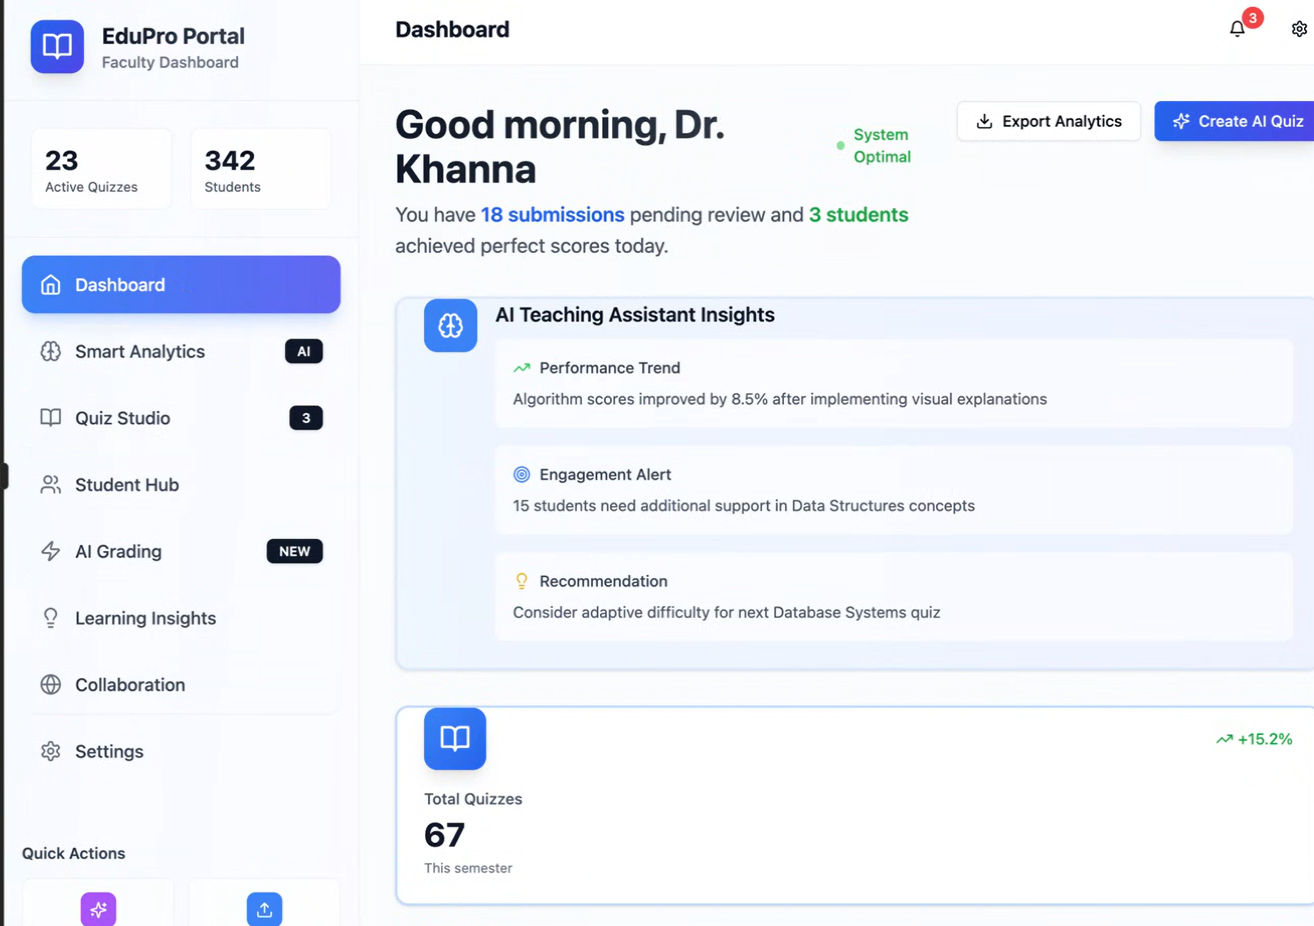 EduPro Portal
Faculty Dashboard
23
Active Quizzes
342
Students
Dashboard
Smart Analytics
AI
Quiz Studio
3
Student Hub
AI Grading
NEW
Learning Insights
Collaboration
Settings
Quick Actions
Dashboard
3
Good morning, Dr.
Khanna
System
Optimal
Export Analytics
Create AI Quiz
You have 18 submissions pending review and 3 students
achieved perfect scores today.
AI Teaching Assistant Insights
Performance Trend
Algorithm scores improved by 8.5% after implementing visual explanations
Engagement Alert
15 students need additional support in Data Structures concepts
Recommendation
Consider adaptive difficulty for next Database Systems quiz
+15.2%
Total Quizzes
67
This semester